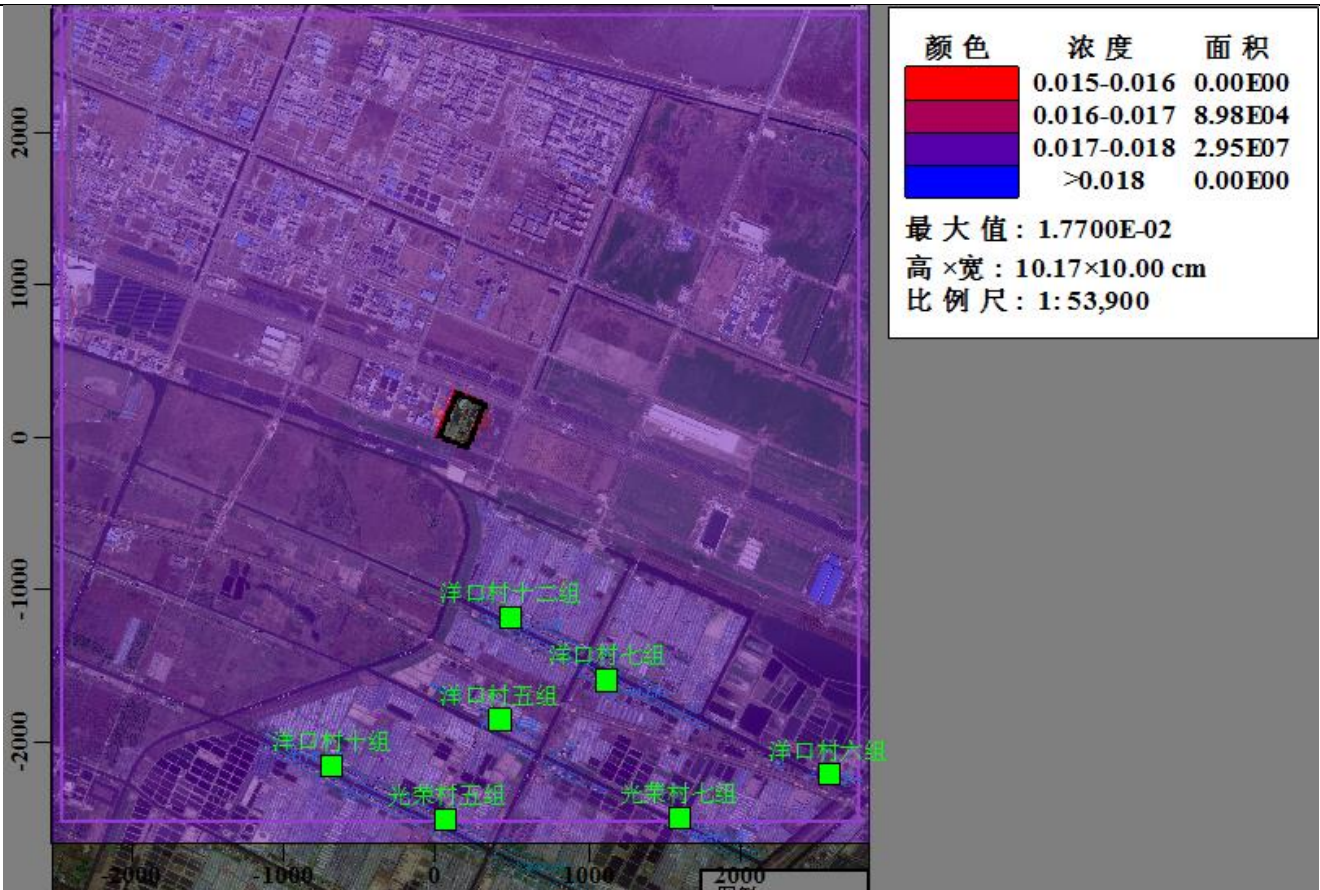 颜 色 浓 度 面 积
0.015-0.016 0.00E00
0.016-0.017 8.98E04
0.017-0.018 2.95E07
>0.018 0.00E00
最 大 值 : 1.7700E-02
高 ×宽 : 10.17×10.00 cm
比 例 尺 : 1: 53,900
2000
1000
0
-1000
-2000
洋口村十二组
洋口村七组
洋口村五组
洋口村十组
洋口村六组
光荣村五组
光荣村七组
-2000
-1000
0
1000
2000